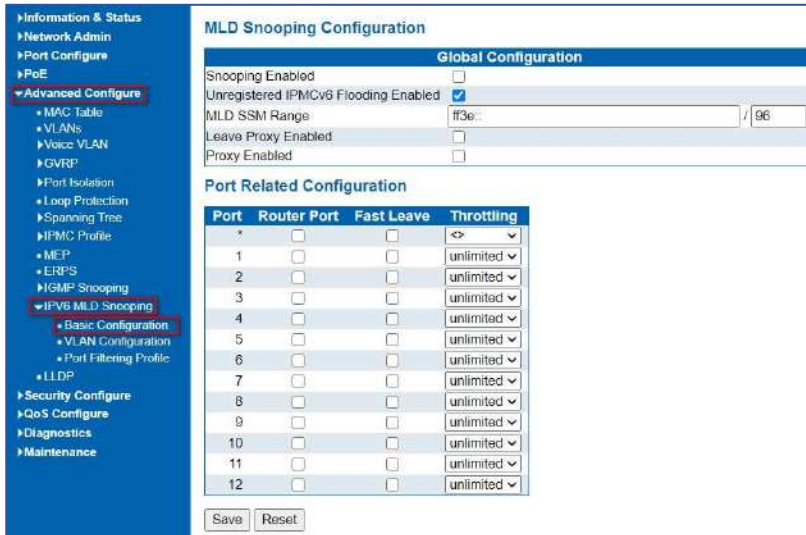 Information & Status
Network Admin
Port Configure
PoE
Advanced Configure
MAC Table
VLANs
Voice VLAN
GVRP
Port Isolation
Loop Protection
Spanning Tree
IPMC Profile
MEP
ERPS
IGMP Snooping
IPV6 MLD Snooping
Basic Configuration
VLAN Configuration
Port Filtering Profile
LLDP
Security Configure
QoS Configure
Diagnostics
Maintenance
MLD Snooping Configuration
Global Configuration
Snooping Enabled
Unregistered IPMCv6 Flooding Enabled
MLD SSM Range ff3e:: / 96
Leave Proxy Enabled
Proxy Enabled
Port Related Configuration
Port Router Port Fast Leave Throttling
* <>
1 unlimited
2 unlimited
3 unlimited
4 unlimited
5 unlimited
6 unlimited
7 unlimited
8 unlimited
9 unlimited
10 unlimited
11 unlimited
12 unlimited
Save Reset